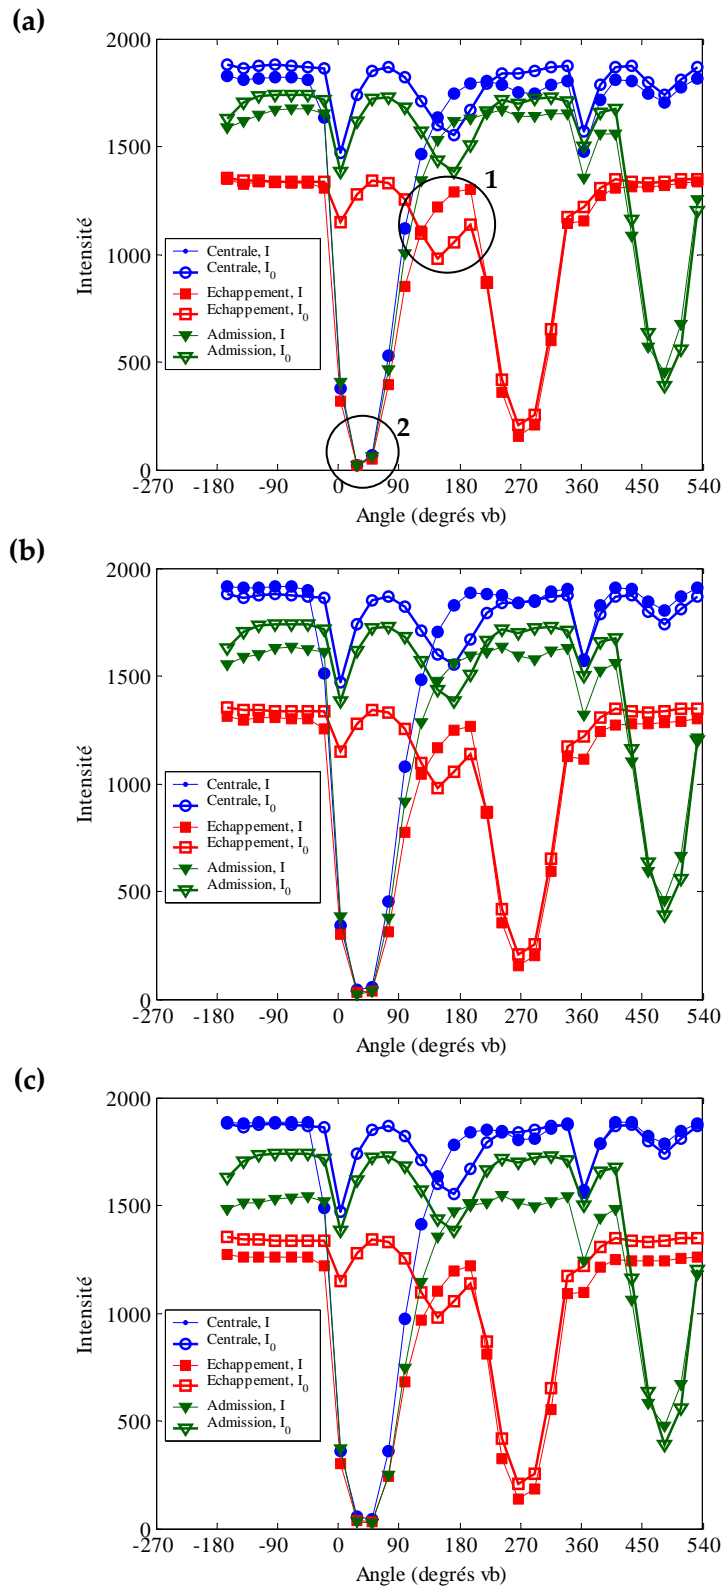 (a)
2000
1500
1000
500
0
Intensité
1
2
Centrale, I
Centrale, I0
Echappement, I
Echappement, I0
Admission, I
Admission, I0
-270 -180 -90 0 90 180 270 360 450 540
Angle (degrés vb)
(b)
2000
1500
1000
500
0
Intensité
Centrale, I
Centrale, I0
Echappement, I
Echappement, I0
Admission, I
Admission, I0
-270 -180 -90 0 90 180 270 360 450 540
Angle (degrés vb)
(c)
2000
1500
1000
500
0
Intensité
Centrale, I
Centrale, I0
Echappement, I
Echappement, I0
Admission, I
Admission, I0
-270 -180 -90 0 90 180 270 360 450 540
Angle (degrés vb)